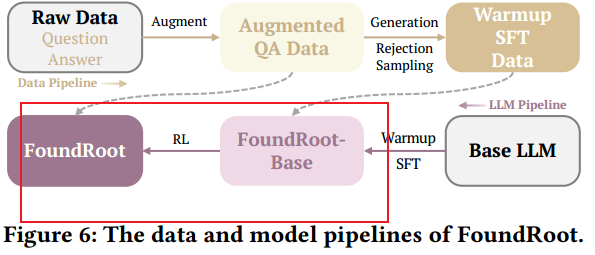 Raw Data
Question
Answer
Augment
Augmented
QA Data
Generation
Rejection
Sampling
Warmup
SFT
Data
Data Pipeline
LLM Pipeline
FoundRoot
RL
FoundRoot-
Base
Warmup
SFT
Base LLM
Figure 6: The data and model pipelines of FoundRoot.